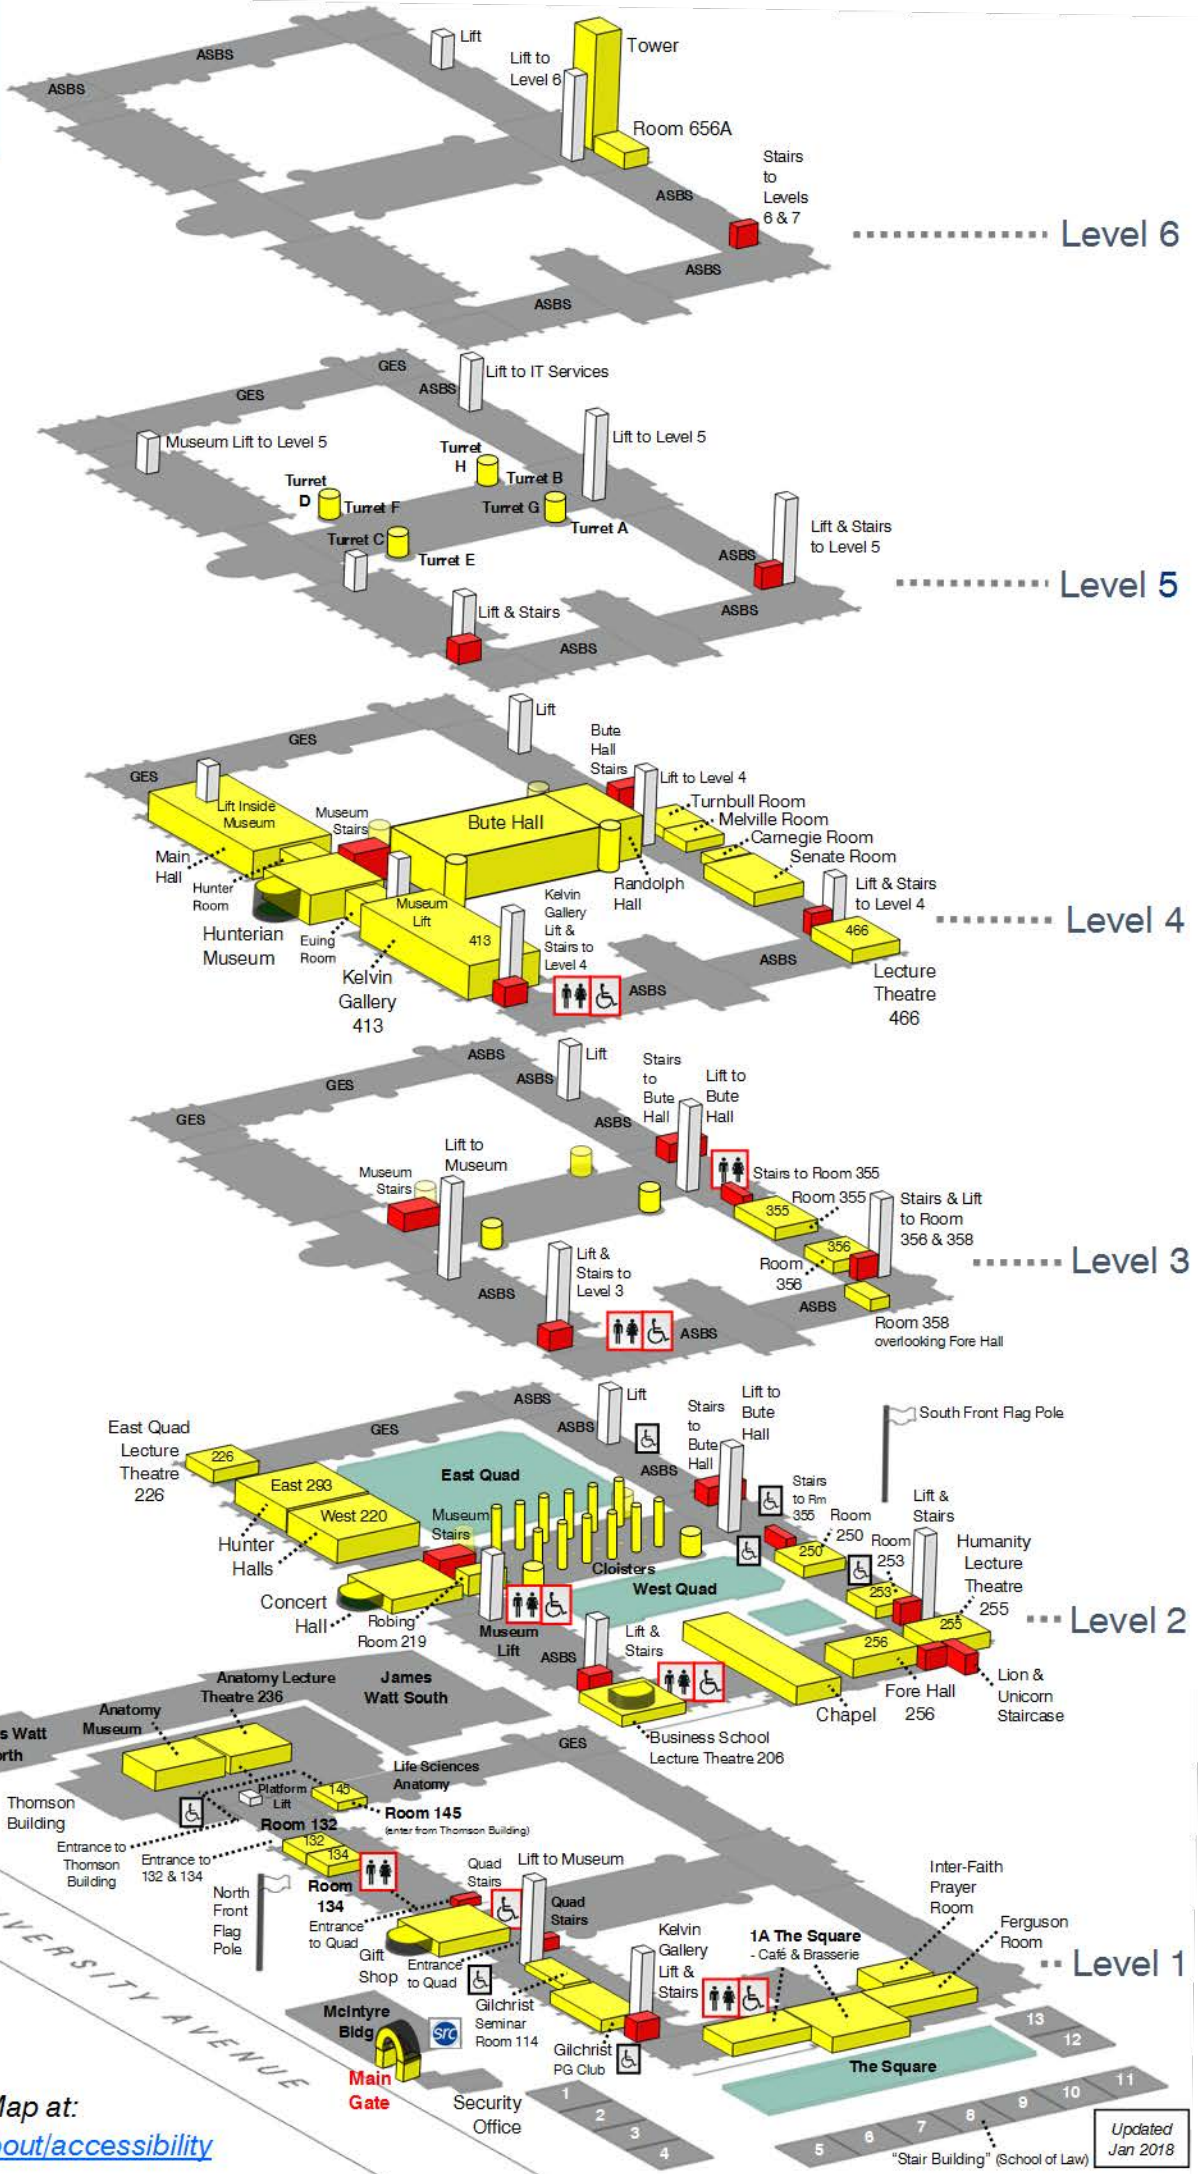 Lift
Tower
ASBS
Lift to
Level 6
ASBS
Room 656A
Stairs
to
Levels
6 & 7
ASBS
Level 6
ASBS
ASBS
GES
Lift to IT Services
ASBS
GES
Museum Lift to Level 5
Lift to Level 5
Turret
H
Turret B
Turret
D
Turret F
Turret G
Turret A
Turret C
Turret E
Lift & Stairs
to Level 5
ASBS
Level 5
ASBS
Lift & Stairs
ASBS
Lift
GES
Bute
Hall
Stairs
GES
Lift to Level 4
Lift Inside
Museum
Museum
Stairs
Bute Hall
Turnbull Room
Melville Room
Carnegie Room
Senate Room
Main
Hall
Hunter
Room
Randolph
Hall
Lift & Stairs
to Level 4
Museum
Lift
Kelvin
Gallery
Lift &
Stairs to
Level 4
Hunterian
Museum
Euing
Room
413
466
Level 4
Kelvin
Gallery
413
ASBS
ASBS
Lecture
Theatre
466
ASBS
Lift
ASBS
Stairs
to
Bute
Hall
Lift to
Bute
Hall
GES
GES
ASBS
Lift to
Museum
Museum
Stairs
Stairs to Room 355
Room 355
355
Stairs & Lift
to Room
356 & 358
356
Room
356
Lift &
Stairs to
Level 3
Level 3
ASBS
ASBS
ASBS
Room 358
overlooking Fore Hall
ASBS
Lift
ASBS
Stairs
to
Bute
Hall
Lift to
Bute
Hall
South Front Flag Pole
GES
East Quad
Lecture
Theatre
226
226
East Quad
ASBS
East 293
West 220
Stairs
to Rm
355
Room
250
Lift &
Stairs
Museum
Stairs
Hunter
Halls
250
Room
253
Humanity
Lecture
Theatre
255
Cloisters
West Quad
253
Concert
Hall
Robing
Room 219
Museum
Lift
Lift &
Stairs
255
Level 2
ASBS
256
Lion &
Unicorn
Staircase
Fore Hall
256
Chapel
Business School
Lecture Theatre 206
Anatomy Lecture
Theatre 236
James
Watt South
Anatomy
Museum
s Watt
orth
GES
Life Sciences
Anatomy
Thomson
Building
Platform
Lift
145
Room 145
(enter from Thomson Building)
Room 132
132
134
Entrance to
Thomson
Building
Entrance to
132 & 134
Room
134
North
Front
Flag
Pole
Quad
Stairs
Lift to Museum
Quad
Stairs
Entrance
to Quad
Gift
Shop
Entrance
to Quad
Kelvin
Gallery
Lift &
Stairs
1A The Square
- Café & Brasserie
Inter-Faith
Prayer
Room
Ferguson
Room
Level 1
Gilchrist
Seminar
Room 114
McIntyre
Bldg
src
Gilchrist
PG Club
VERSITY AVENUE
Main
Gate
Security
Office
The Square
13
12
1
2
3
4
5
6
7
8
9
10
11
"Stair Building" (School of Law)
Map at:
bout/accessibility
Updated
Jan 2018